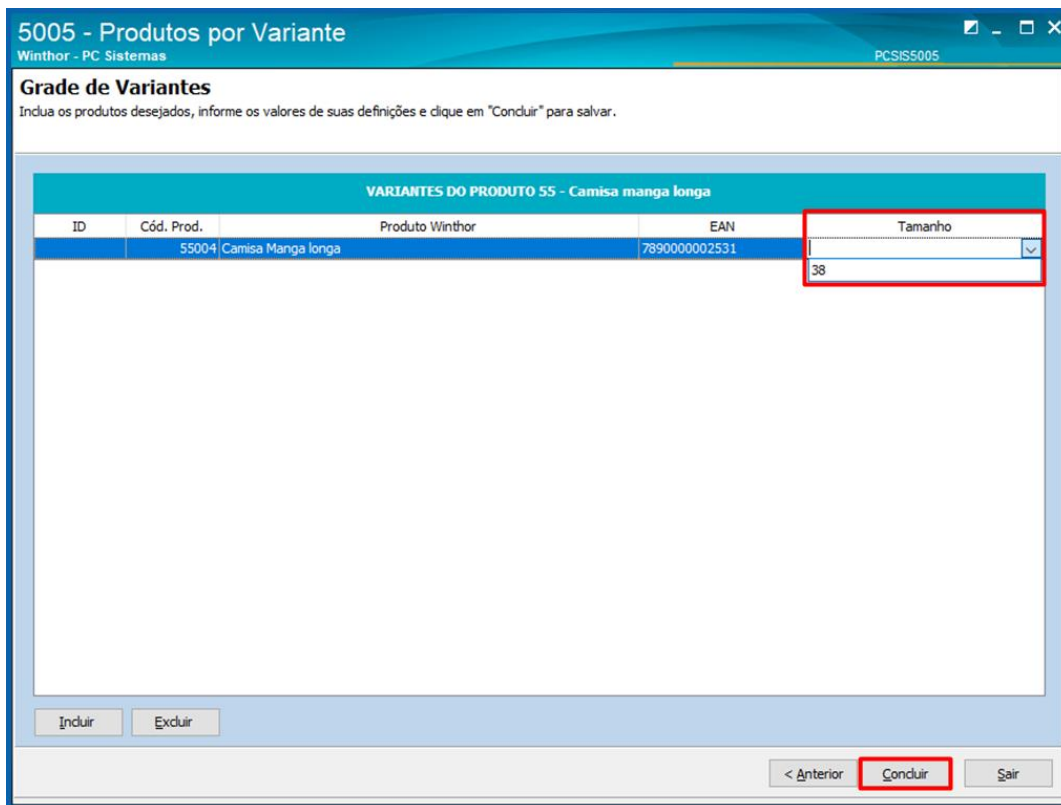 5005 - Produtos por Variante
Winthor - PC Sistemas
PCSIS5005
Grade de Variantes
Inclua os produtos desejados, informe os valores de suas definições e clique em "Concluir" para salvar.
VARIANTES DO PRODUTO 55 - Camisa manga longa
ID Cód. Prod. Produto Winthor EAN Tamanho
55004 Camisa Manga longa 7890000002531
38
Incluir Excluir
< Anterior Concluir Sair